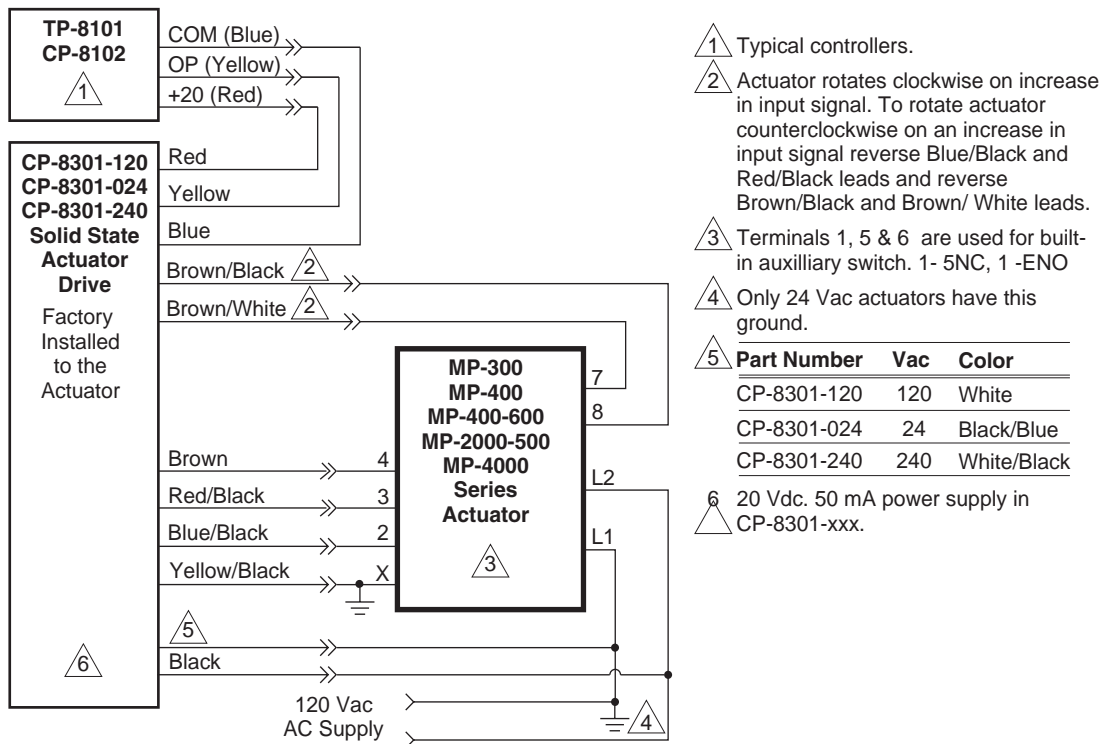 TP-8101
CP-8102
1
COM (Blue)
OP (Yellow)
+20 (Red)
CP-8301-120
CP-8301-024
CP-8301-240
Solid State
Actuator
Drive
Factory
Installed
to the
Actuator
6
Red
Yellow
Blue
Brown/Black 2
Brown/White 2
Brown
Red/Black
Blue/Black
Yellow/Black
5
Black
4
3
2
X
MP-300
MP-400
MP-400-600
MP-2000-500
MP-4000
Series
Actuator
3
7
8
L2
L1
120 Vac
AC Supply
4
1 Typical controllers.
2 Actuator rotates clockwise on increase
in input signal. To rotate actuator
counterclockwise on an increase in
input signal reverse Blue/Black and
Red/Black leads and reverse
Brown/Black and Brown/ White leads.
3 Terminals 1, 5 & 6 are used for built-
in auxilliary switch. 1- 5NC, 1 -ENO
4 Only 24 Vac actuators have this
ground.
5 Part Number Vac Color
CP-8301-120 120 White
CP-8301-024 24 Black/Blue
CP-8301-240 240 White/Black
6 20 Vdc. 50 mA power supply in
CP-8301-xxx.